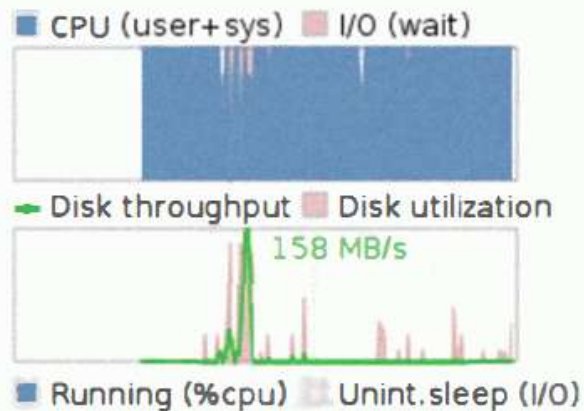 CPU (user+sys) I/O (wait)
Disk throughput Disk utilization
158 MB/s
Running (%cpu) Unint.sleep (I/O)